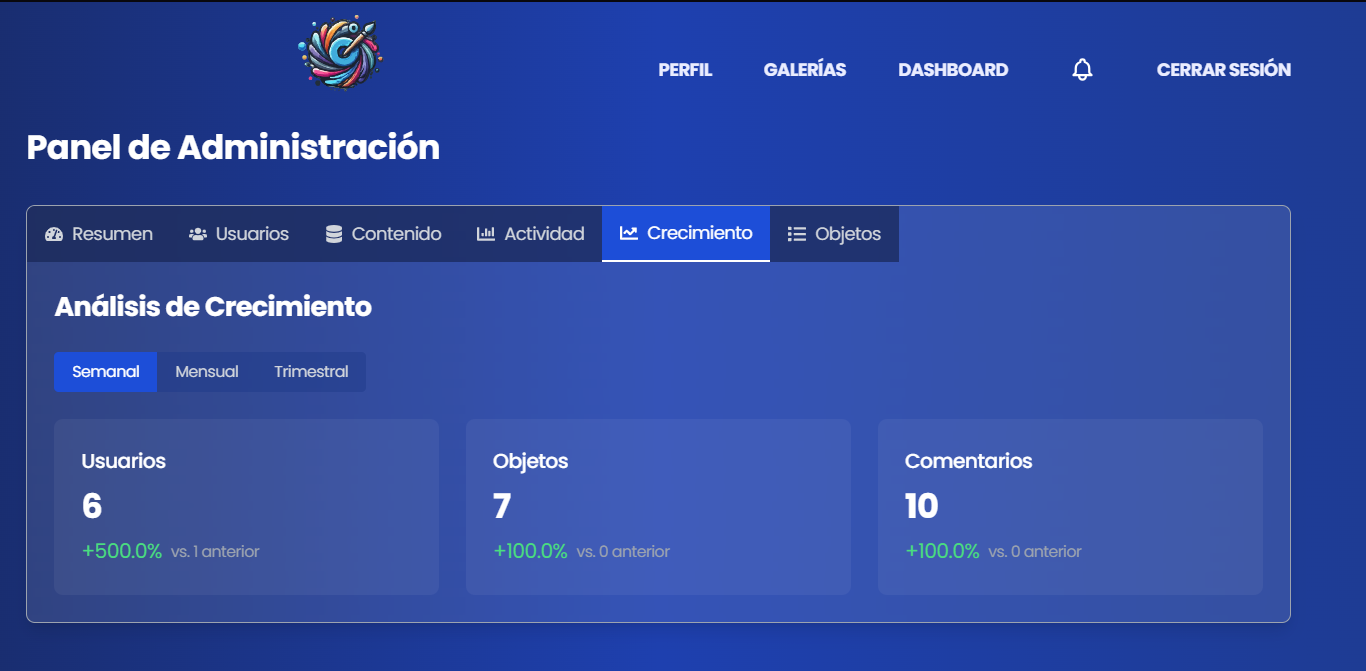 PERFIL GALERÍAS DASHBOARD CERRAR SESIÓN
Panel de Administración
Resumen Usuarios Contenido Actividad Crecimiento Objetos
Análisis de Crecimiento
Semanal Mensual Trimestral
Usuarios
6
+500.0% vs. 1 anterior
Objetos
7
+100.0% vs. 0 anterior
Comentarios
10
+100.0% vs. 0 anterior